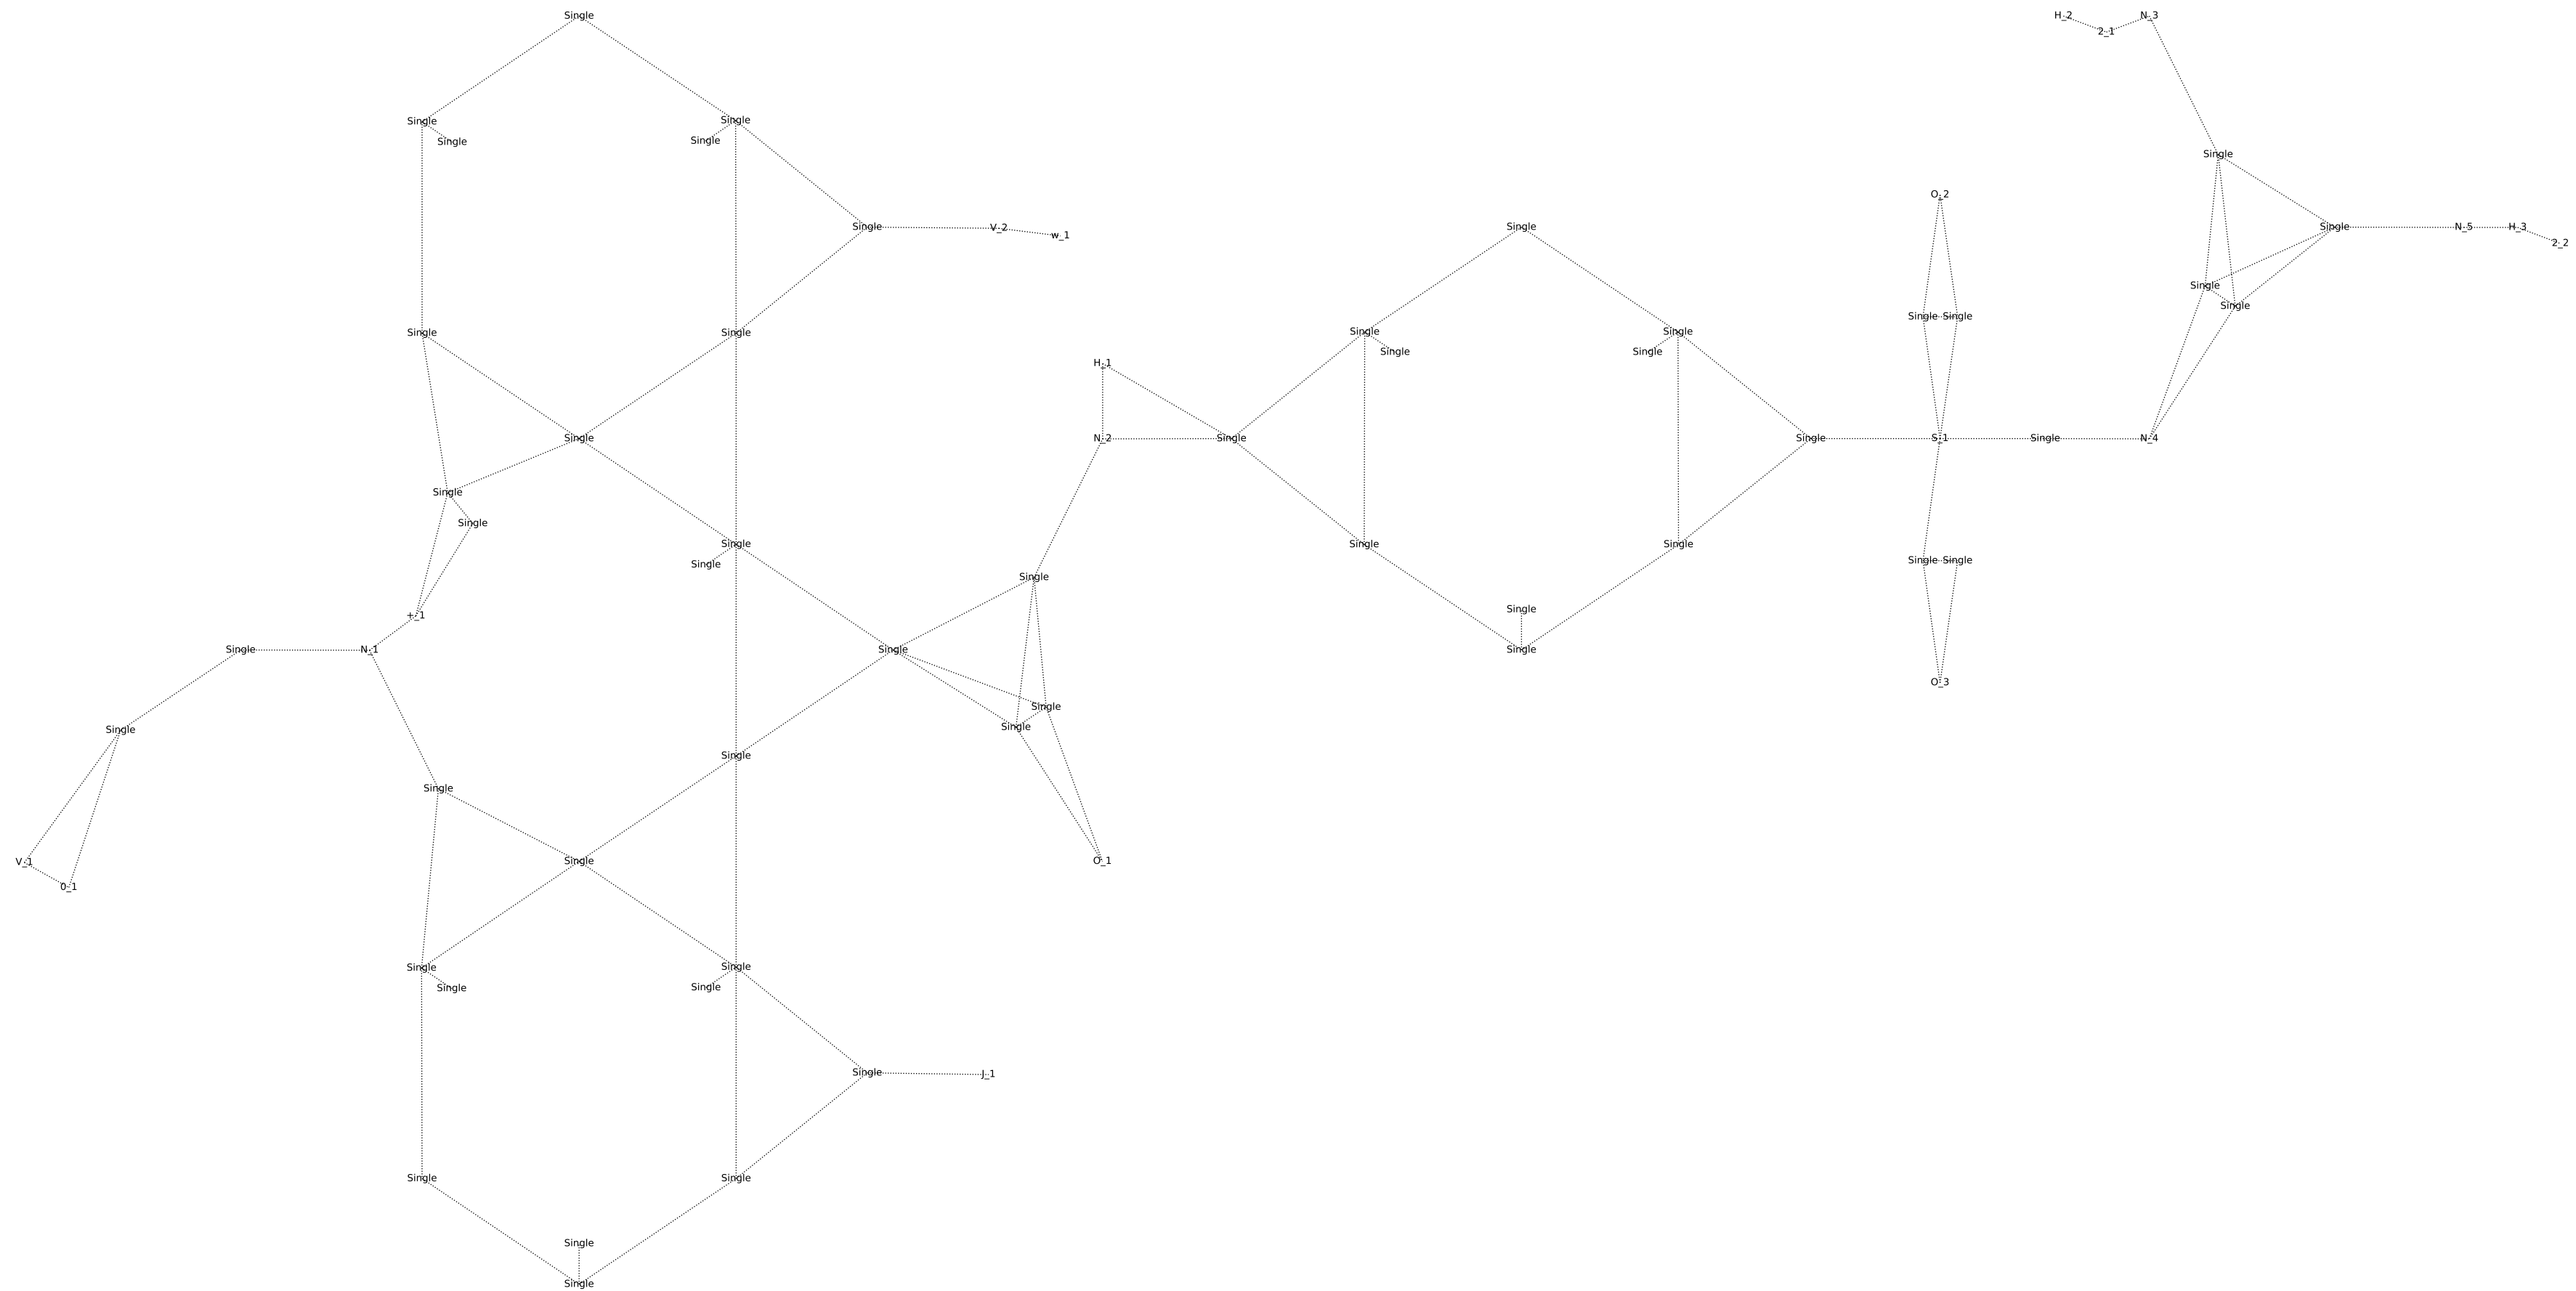 Single H_2 N_3
2_1
Single Single
Single Single
Single
O_2
Single V_2 w_1 Single Single N_5 H_3 2_2
Single
Single
Single Single Single Single
Single Single Single Single
Single Single
H_1
Single N_2 Single Single S_1 Single N_4
Single
Single
Single Single Single
Single Single Single
Single
+_1 Single
Single N_1 Single Single
O_3
Single
Single
Single Single
Single
V_1 Single O_1
0_1
Single Single
Single Single
Single J_1
Single Single
Single
Single